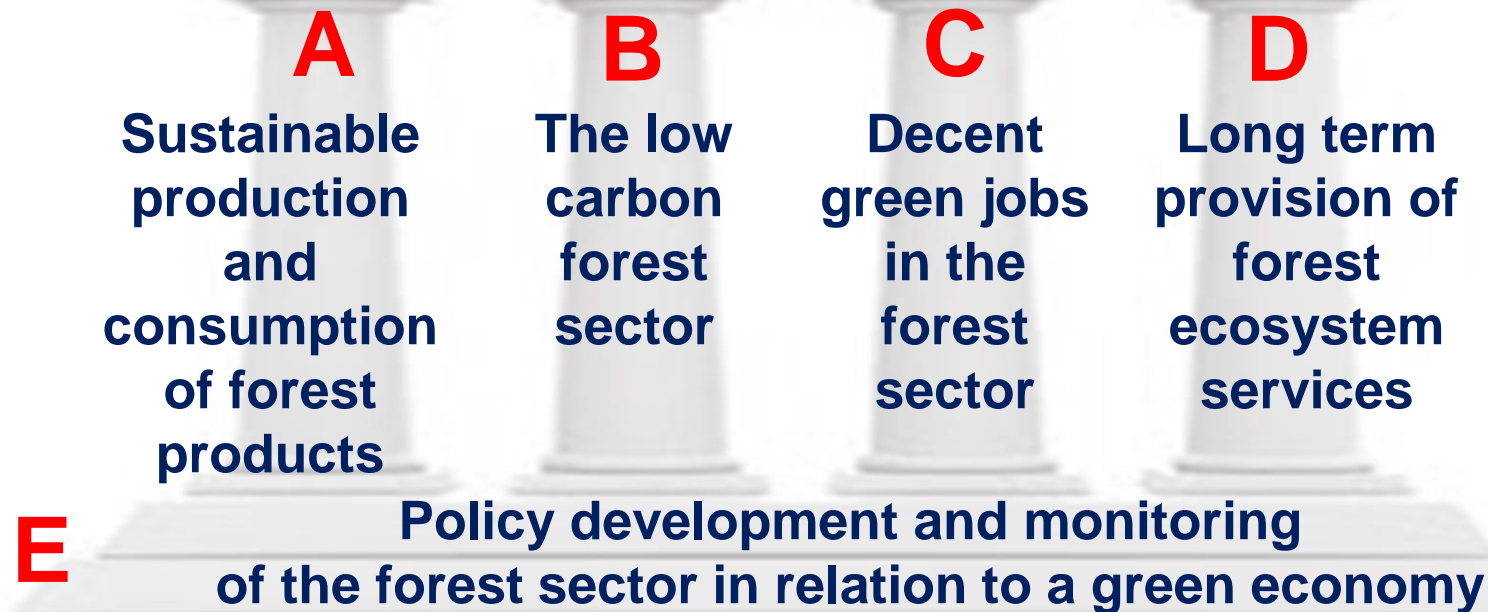 A
Sustainable
production
and
consumption
of forest
products
B
The low
carbon
forest
sector
C
Decent
green jobs
in the
forest
sector
D
Long term
provision of
forest
ecosystem
services
E
Policy development and monitoring
of the forest sector in relation to a green economy